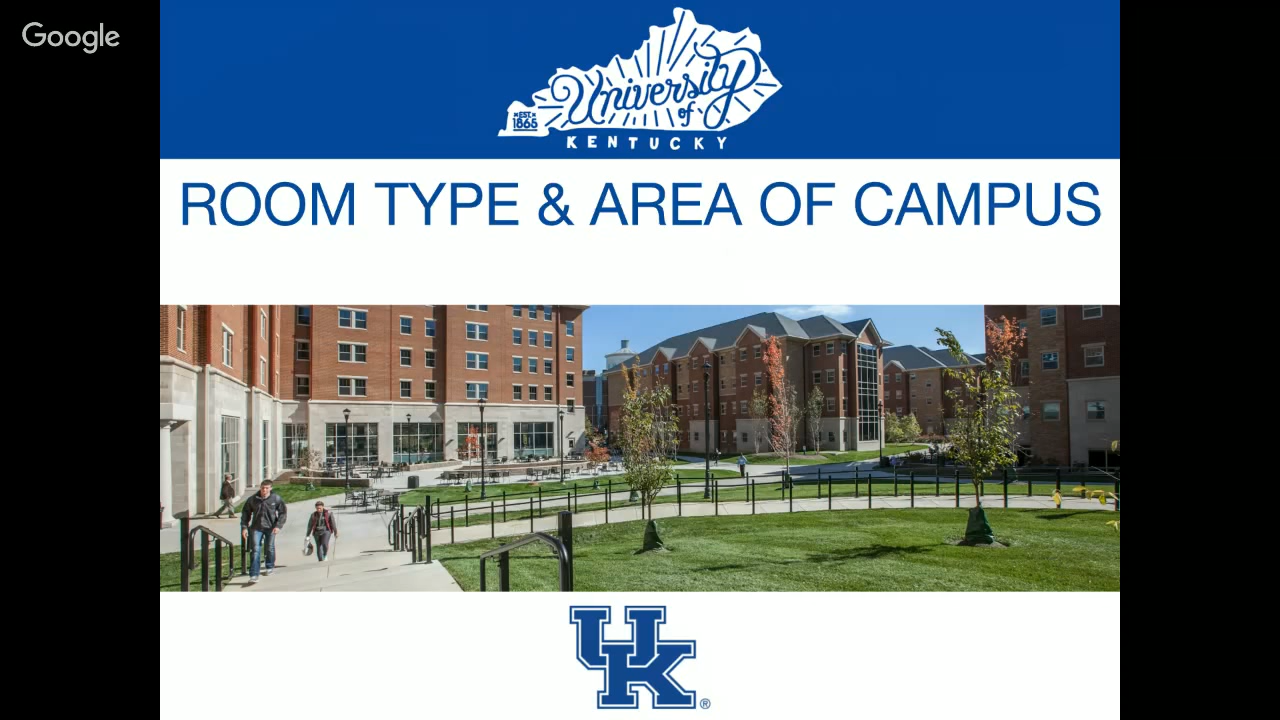 Google
University
of
EST.
1865
KENTUCKY
ROOM TYPE & AREA OF CAMPUS
UK®